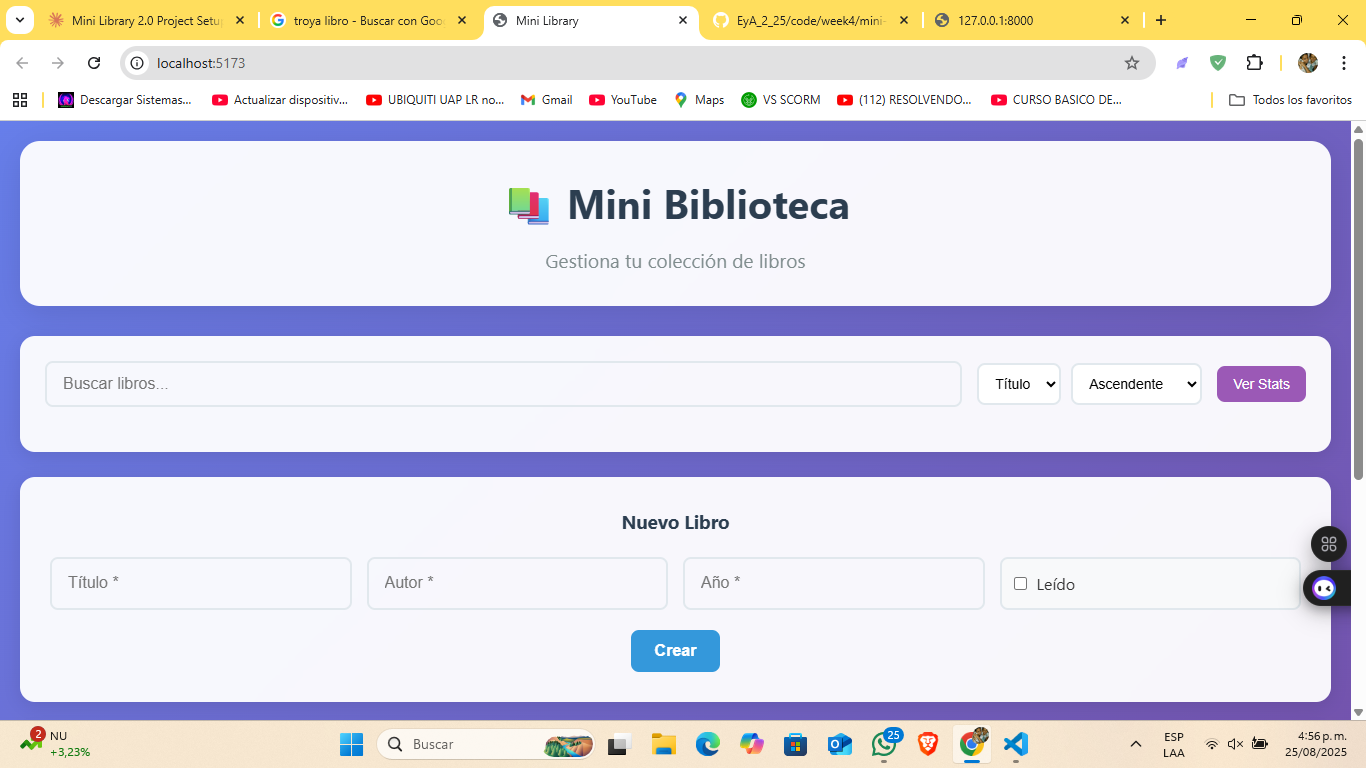 Mini Library 2.0 Project Setu
troya libro - Buscar con Goo
Mini Library
EyA_2_25/code/week4/mini-
127.0.0.1:8000
localhost:5173
Descargar Sistemas...
Actualizar dispositiv...
UBIQUITI UAP LR no...
Gmail
YouTube
Maps
VS SCORM
(112) RESOLVENDO...
CURSO BASICO DE...
Todos los favoritos
Mini Biblioteca
Gestiona tu colección de libros
Buscar libros...
Título
Ascendente
Ver Stats
Nuevo Libro
Título *
Autor *
Año *
Leído
Crear
2
NU
+3,23%
Buscar
25
ESP
LAA
4:56 p. m.
25/08/2025